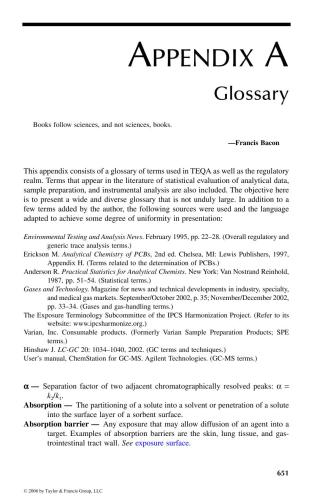 APPENDIX A
Glossary
Books follow sciences, and not sciences, books.
—Francis Bacon
This appendix consists of a glossary of terms used in TEQA as well as the regulatory
realm. Terms that appear in the literature of statistical evaluation of analytical data,
sample preparation, and instrumental analysis are also included. The objective here
is to present a wide and diverse glossary that is not unduly large. In addition to a
few terms added by the author, the following sources were used and the language
adapted to achieve some degree of uniformity in presentation:
Environmental Testing and Analysis News. February 1995, pp. 22–28. (Overall regulatory and
generic trace analysis terms.)
Erickson M. Analytical Chemistry of PCBs, 2nd ed. Chelsea, MI: Lewis Publishers, 1997,
Appendix H. (Terms related to the determination of PCBs.)
Anderson R. Practical Statistics for Analytical Chemists. New York: Van Nostrand Reinhold,
1987, pp. 51–54. (Statistical terms.)
Gases and Technology. Magazine for news and technical developments in industry, specialty,
and medical gas markets. September/October 2002, p. 35; November/December 2002,
pp. 33–34. (Gases and gas-handling terms.)
The Exposure Terminology Subcommittee of the IPCS Harmonization Project. (Refer to its
website: www.ipcsharmonize.org.)
Varian, Inc. Consumable products. (Formerly Varian Sample Preparation Products; SPE
terms.)
Hinshaw J. LC-GC 20: 1034–1040, 2002. (GC terms and techniques.)
User's manual, ChemStation for GC-MS. Agilent Technologies. (GC-MS terms.)
α — Separation factor of two adjacent chromatographically resolved peaks: α =
k₂/k₁.
Absorption — The partitioning of a solute into a solvent or penetration of a solute
into the surface layer of a sorbent surface.
Absorption barrier — Any exposure that may allow diffusion of an agent into a
target. Examples of absorption barriers are the skin, lung tissue, and gas-
trointestinal tract wall. See exposure surface.
651
© 2006 by Taylor & Francis Group, LLC